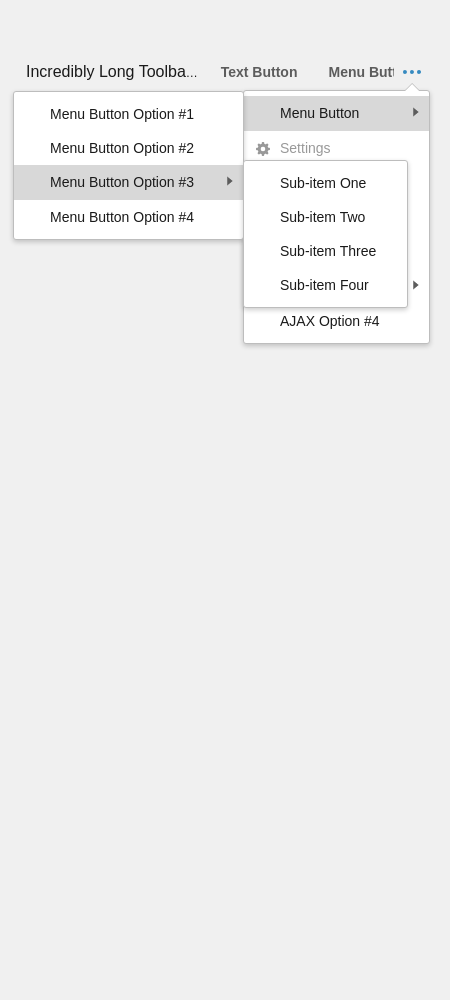 Incredibly Long Toolba...
Text Button
Menu But
Menu Button Option #1
Menu Button Option #2
Menu Button Option #3
Menu Button Option #4
Menu Button
Settings
Sub-item One
Sub-item Two
Sub-item Three
Sub-item Four
AJAX Option #4